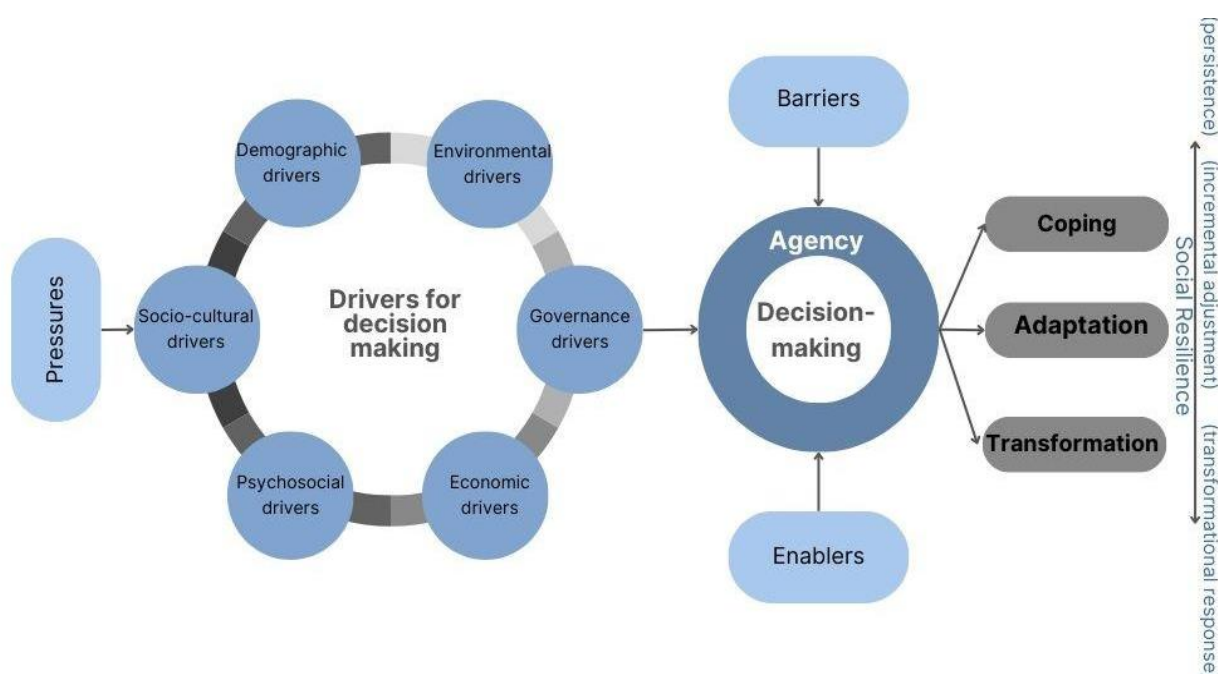 Pressures
Demographic
drivers
Environmental
drivers
Socio-cultural
drivers
Drivers for
decision
making
Governance
drivers
Psychosocial
drivers
Economic
drivers
Barriers
Agency
Decision-
making
Enablers
Coping
Adaptation
Transformation
Social Resilience
(persistence)
(incremental adjustment)
(transformational response